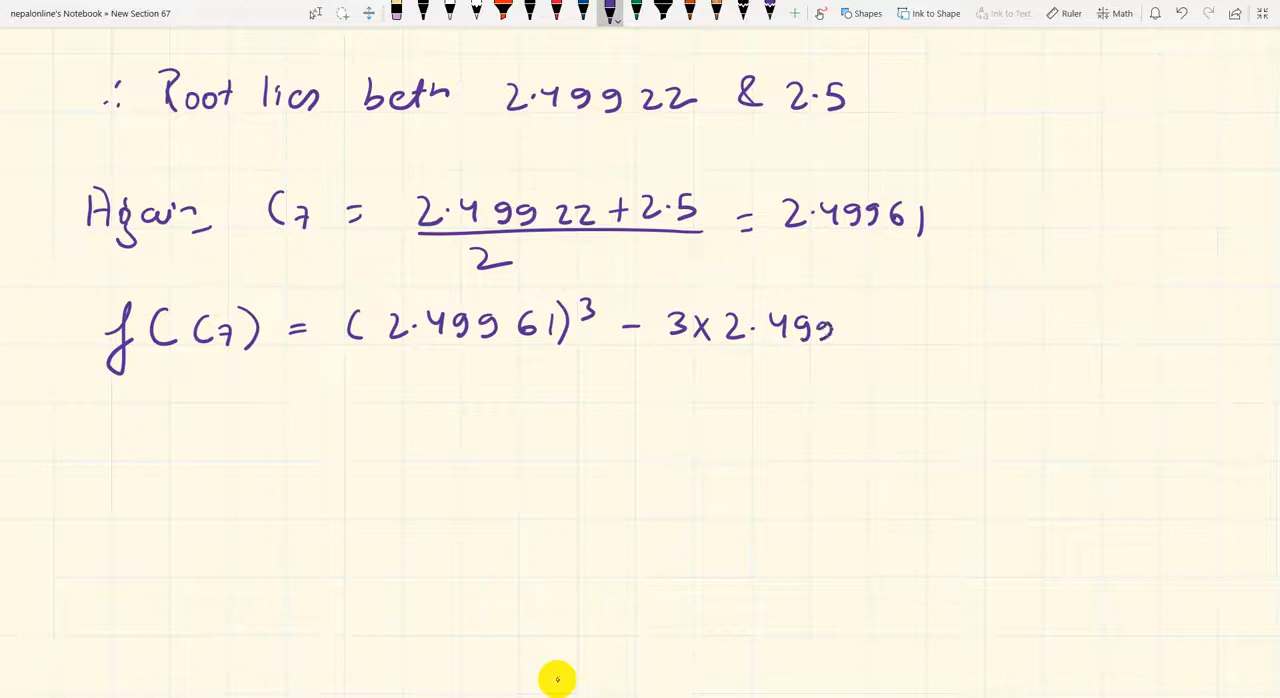 nepalonline's Notebook » New Section 67
Shapes Ink to Shape Ink to Text Ruler Math
∴ Root lies betn 2.49922 & 2.5
Again, C7 = (2.49922 + 2.5) / 2 = 2.49961
f(C7) = (2.49961)³ - 3 × 2.499